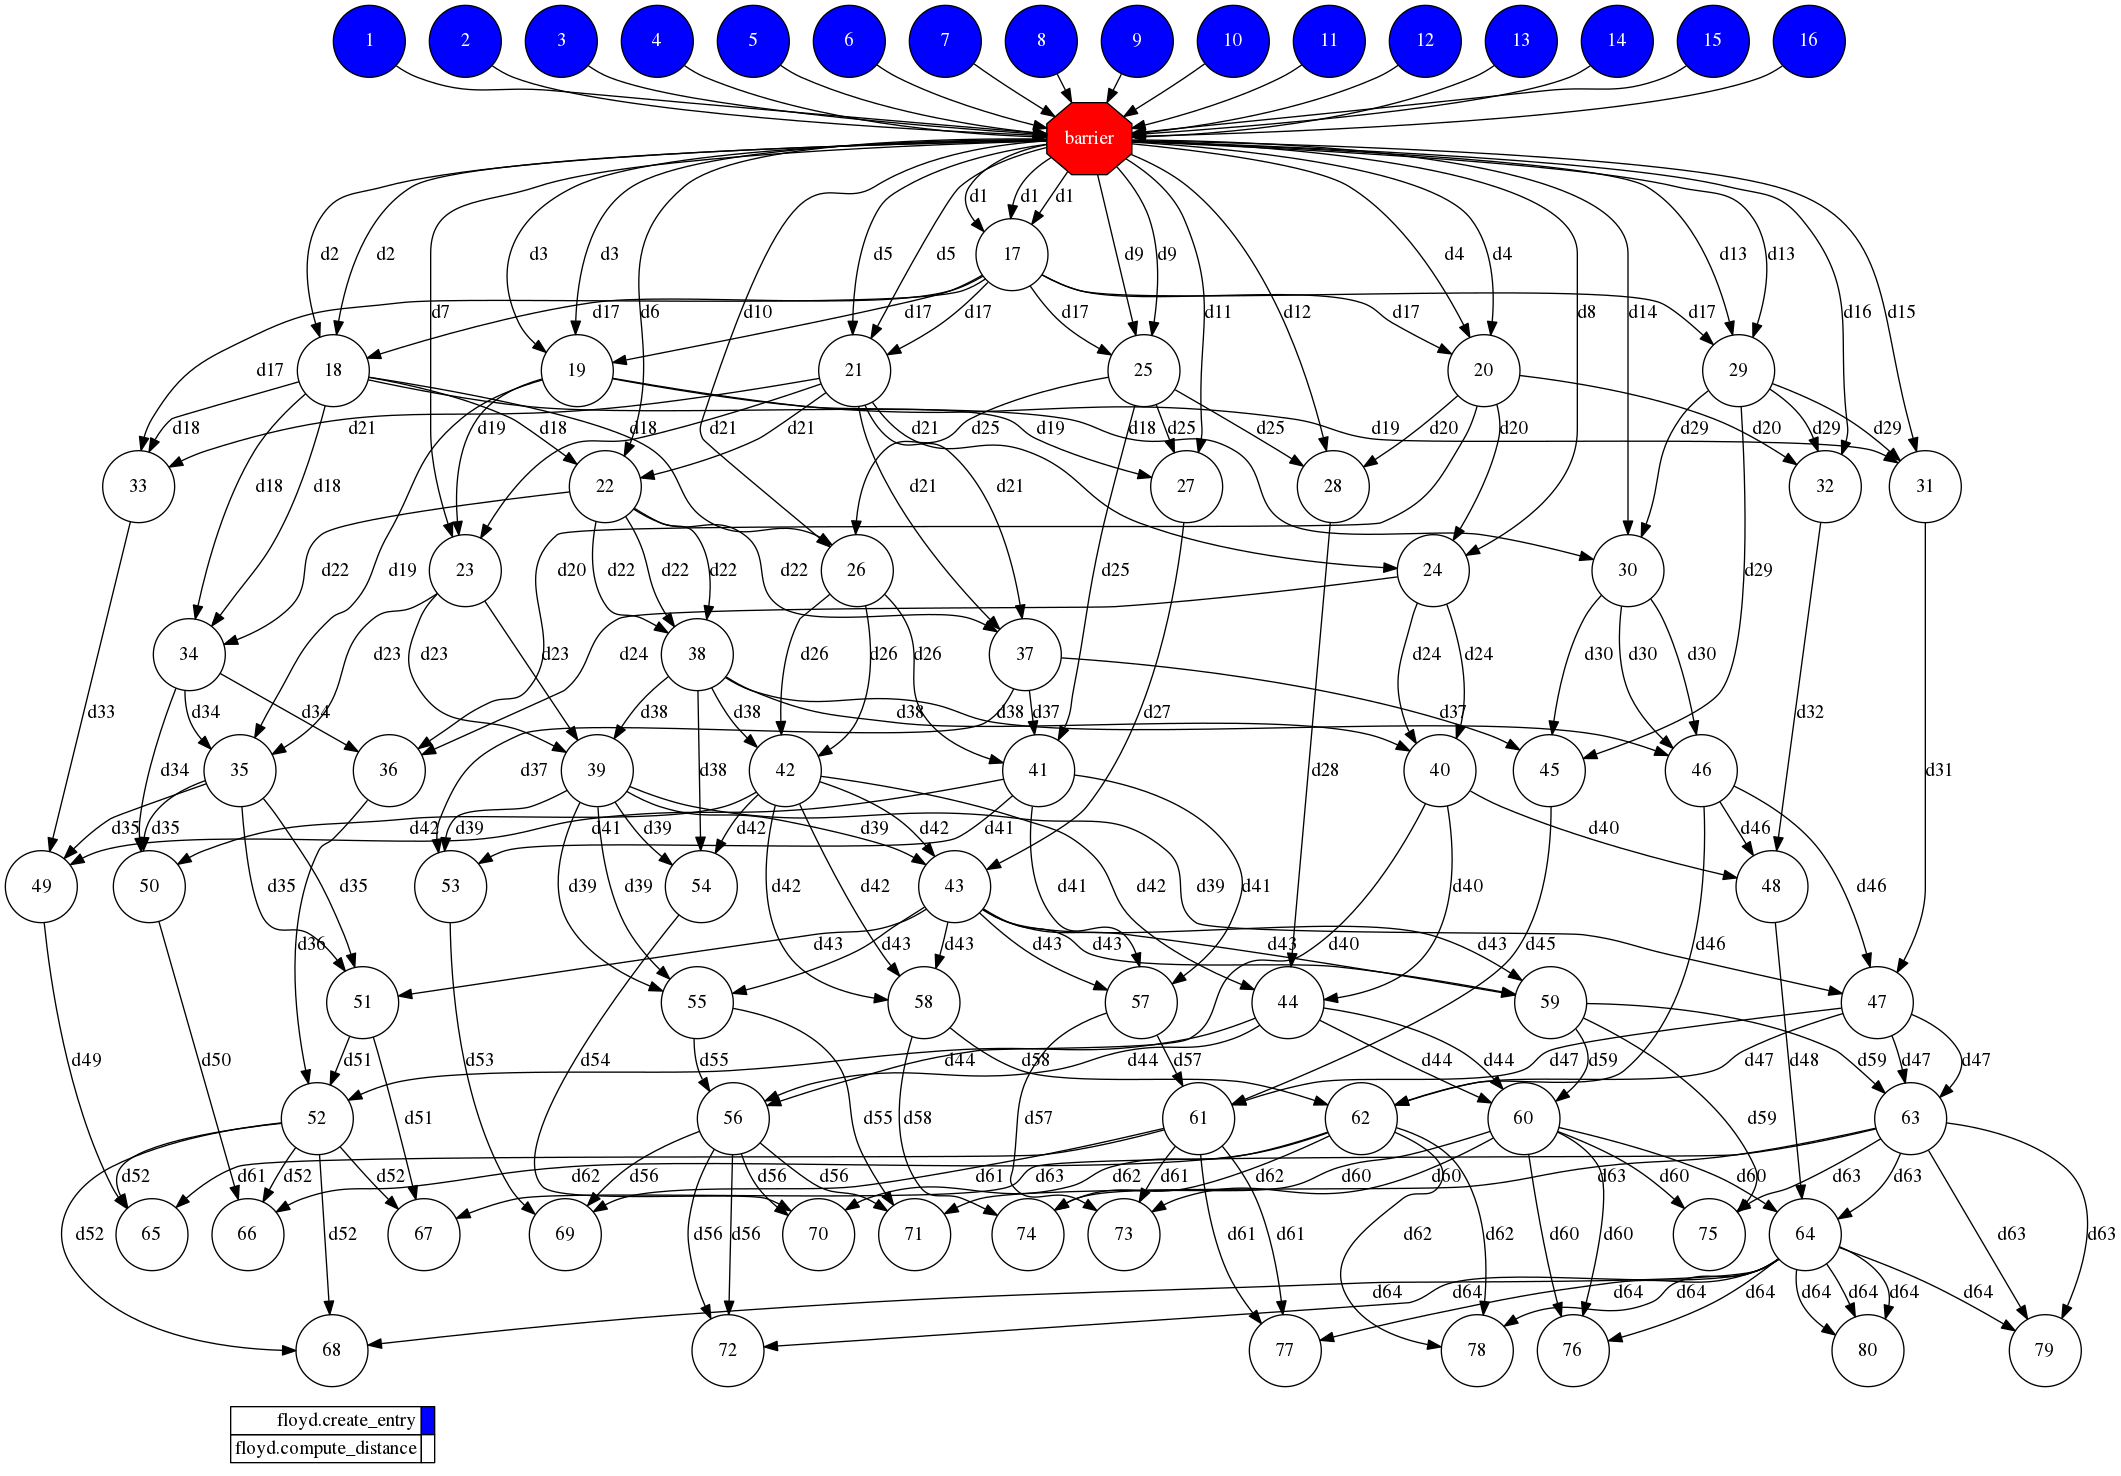 1 2 3 4 5 6 7 8 9 10 11 12 13 14 15 16
barrier
d1 d1 d1
d2 d2 d3 d3 d5 d5 17 d9 d9 d4 d4 d13 d13
d7 d6 d10 d17 d17 d17 d17 d11 d12 d17 d8 d14 d17 d16 d15
d17 18 19 21 25 20 29
d18 d21 d19 d18 d18 d21 d21 d21 d25 d19 d18 d25 d25 d20 d20 d19 d29 d20 d29 d29
33 d18 d18 22 d21 d21 27 28 32 31
d22 d19 23 d20 d22 d22 d22 d22 26 d25 24 30 d29
34 d23 d23 d23 d24 38 d26 d26 d26 37 d24 d24 d30 d30 d30
d33 d34 d34 d38 d38 d38 d38 d37 d27 d37 d32
d34 35 36 d37 39 d38 42 41 d28 40 45 46 d31
d35 d35 d42 d39 d41 d39 d42 d39 d42 d41 d40 d46
49 50 d35 d35 53 d39 d39 54 d42 d42 43 d41 d42 d39 d41 d40 48 d46
d36 d43 d43 d43 d43 d43 d43 d43 d40 d45 d46
51 55 58 57 44 59 47
d49 d50 d51 d53 d54 d55 d44 d58 d44 d57 d44 d44 d59 d47 d47 d48 d59 d47 d47
52 d51 56 d55 d58 d57 61 62 60 d59 63
d52 d61 d52 d52 d62 d56 d56 d56 d61 d63 d62 d61 d62 d60 d60 d63 d60 d60 d63 d63
d52 65 66 d52 67 69 d56 d56 70 71 74 73 d61 d61 d62 d62 d60 d60 75 64 d63 d63
d64 d64 d64 d64 d64 d64 d64 d64 d64
68 72 77 78 76 80 79
floyd.create_entry
floyd.compute_distance